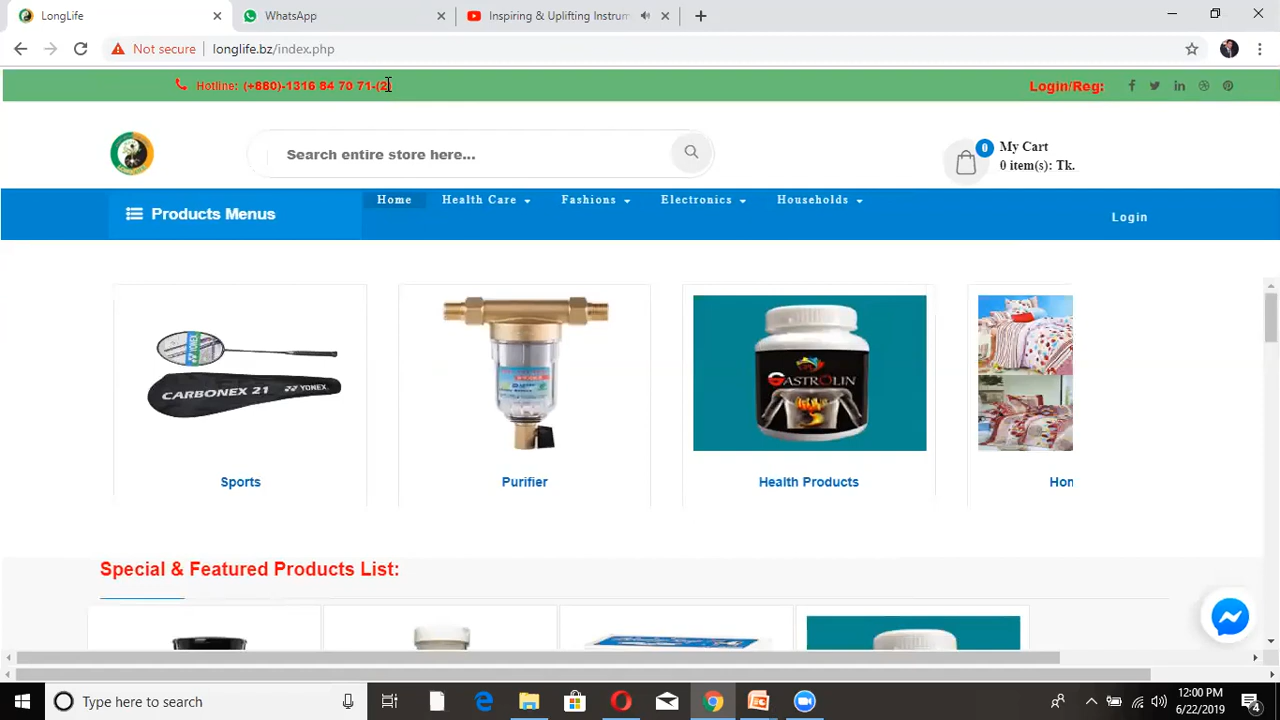 LongLife
WhatsApp
Inspiring & Uplifting Instrum
Not secure
longlife.bz/index.php
Hotline: (+880)-1316 84 70 71-(2
Login/Reg:
Search entire store here...
0
My Cart
0 item(s): Tk.
Products Menus
Home
Health Care
Fashions
Electronics
Households
Login
CARBONEX 21
YONEX
GASTROLIN
Sports
Purifier
Health Products
Hon
Special & Featured Products List:
Type here to search
12:00 PM
6/22/2019
4